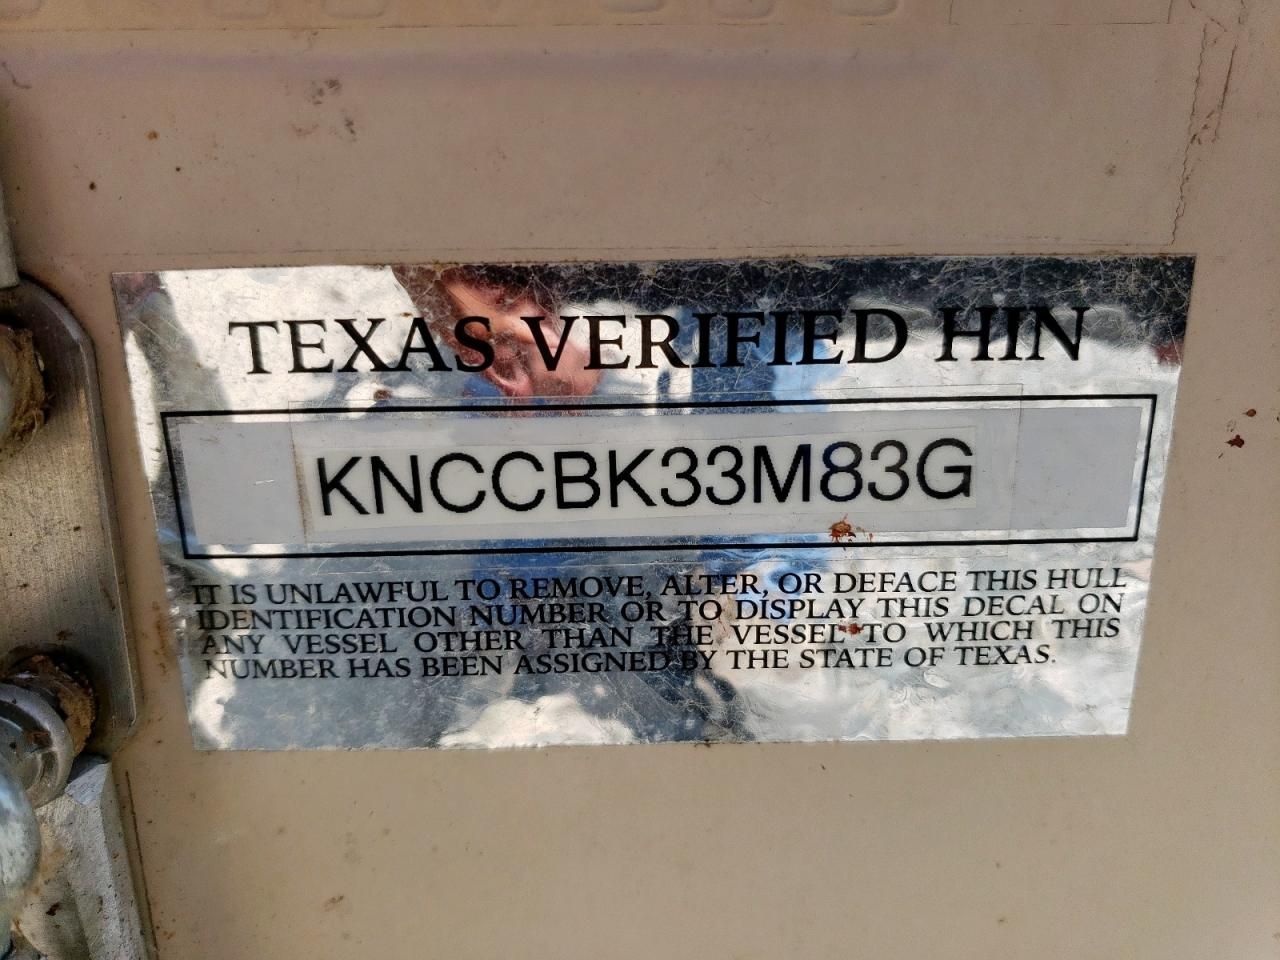 TEXAS VERIFIED HIN
KNCCBK33M83G
IT IS UNLAWFUL TO REMOVE, ALTER, OR DEFACE THIS HULL
IDENTIFICATION NUMBER OR TO DISPLAY THIS DECAL ON
ANY VESSEL OTHER THAN THE VESSEL TO WHICH THIS
NUMBER HAS BEEN ASSIGNED BY THE STATE OF TEXAS.